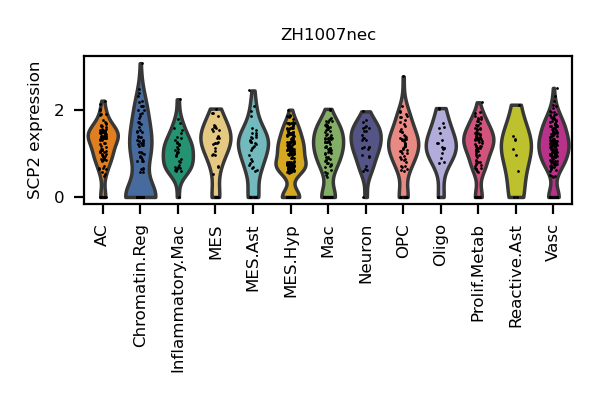 ZH1007nec
SCP2 expression
2
0
AC
Chromatin.Reg
Inflammatory.Mac
MES
MES.Ast
MES.Hyp
Mac
Neuron
OPC
Oligo
Prolif.Metab
Reactive.Ast
Vasc